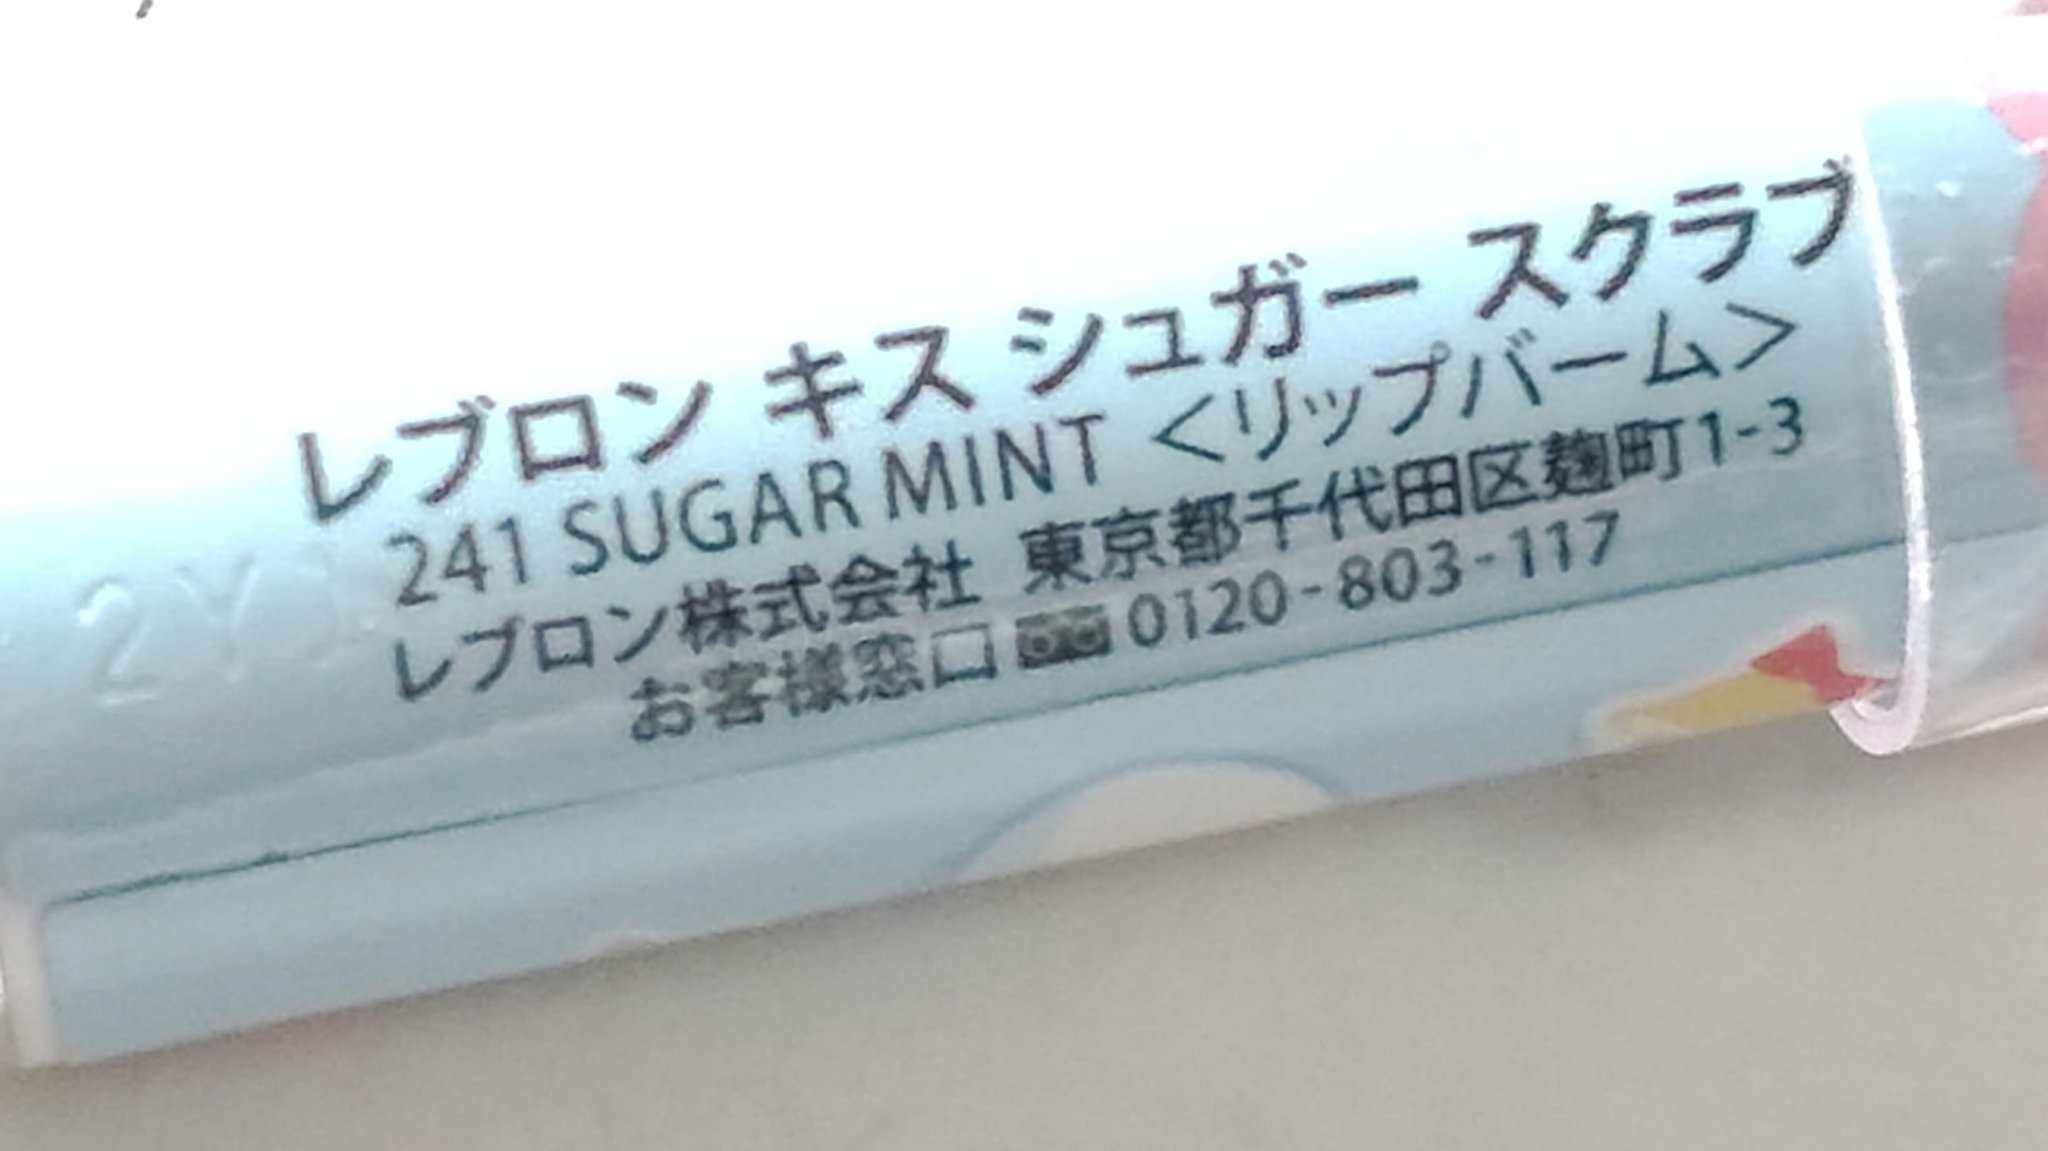 レブロン キス シュガー スクラブ
241 SUGAR MINT <リップバーム>
レブロン株式会社 東京都千代田区麹町1-3
お客様窓口 0120-803-117
2Y